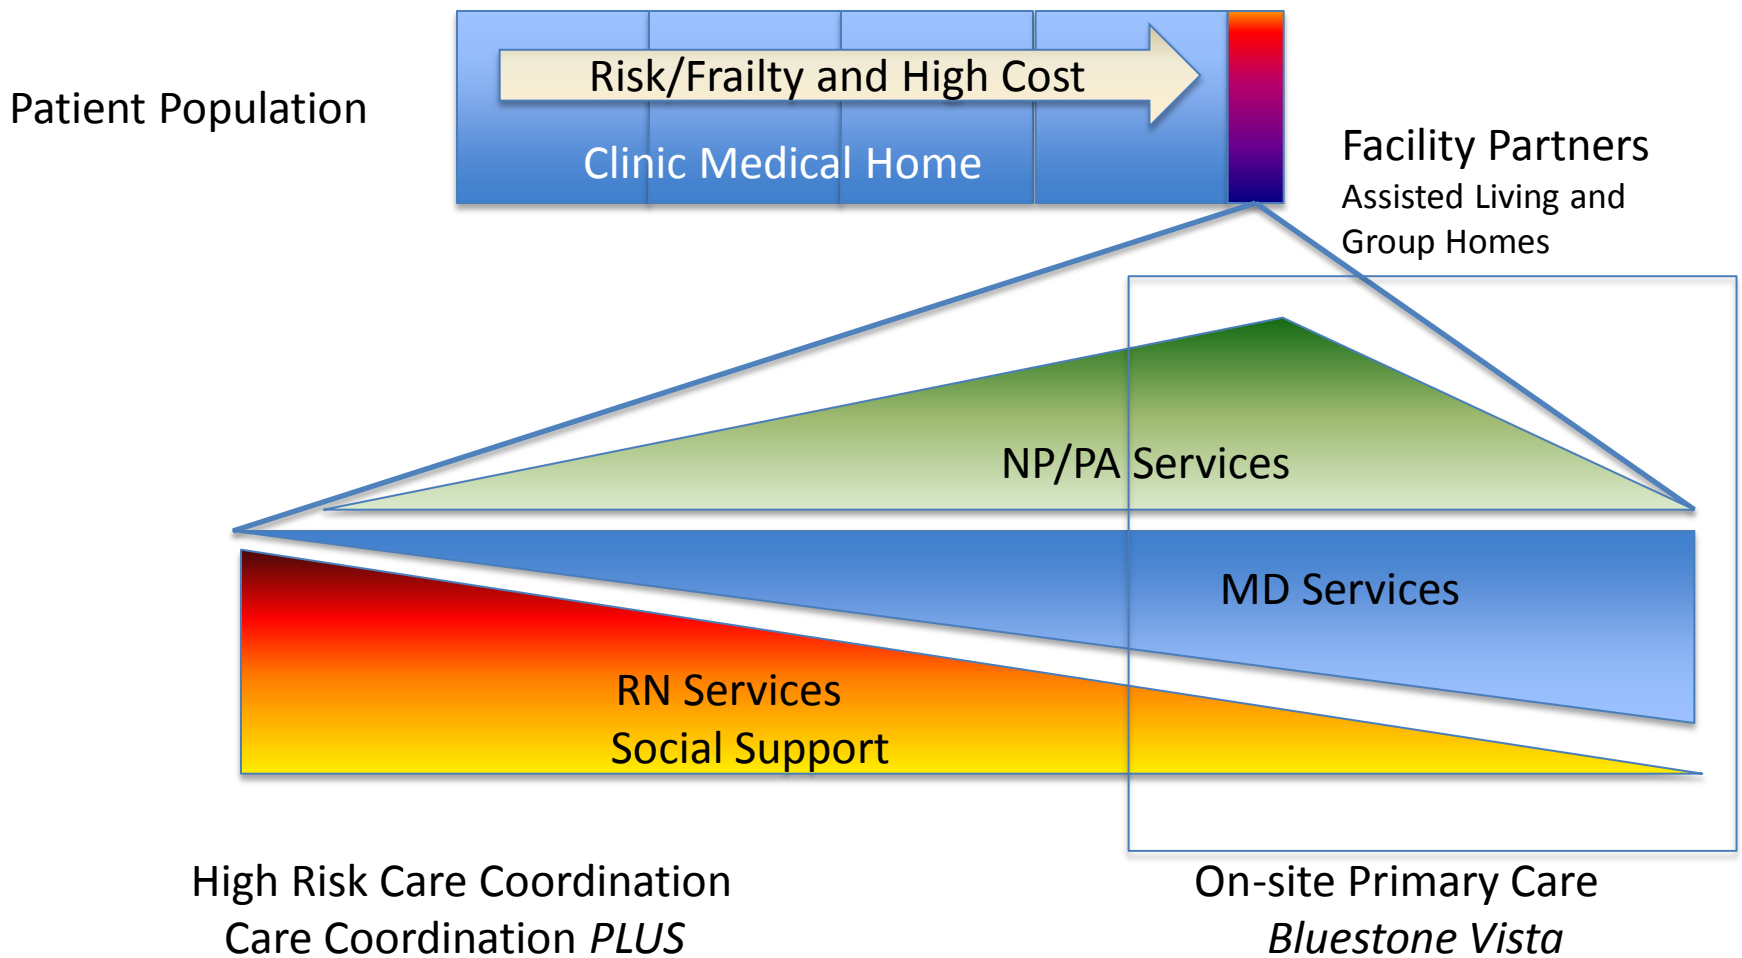 Risk/Frailty and High Cost
Patient Population
Clinic Medical Home
Facility Partners
Assisted Living and
Group Homes
NP/PA Services
MD Services
RN Services
Social Support
High Risk Care Coordination
Care Coordination PLUS
On-site Primary Care
Bluestone Vista